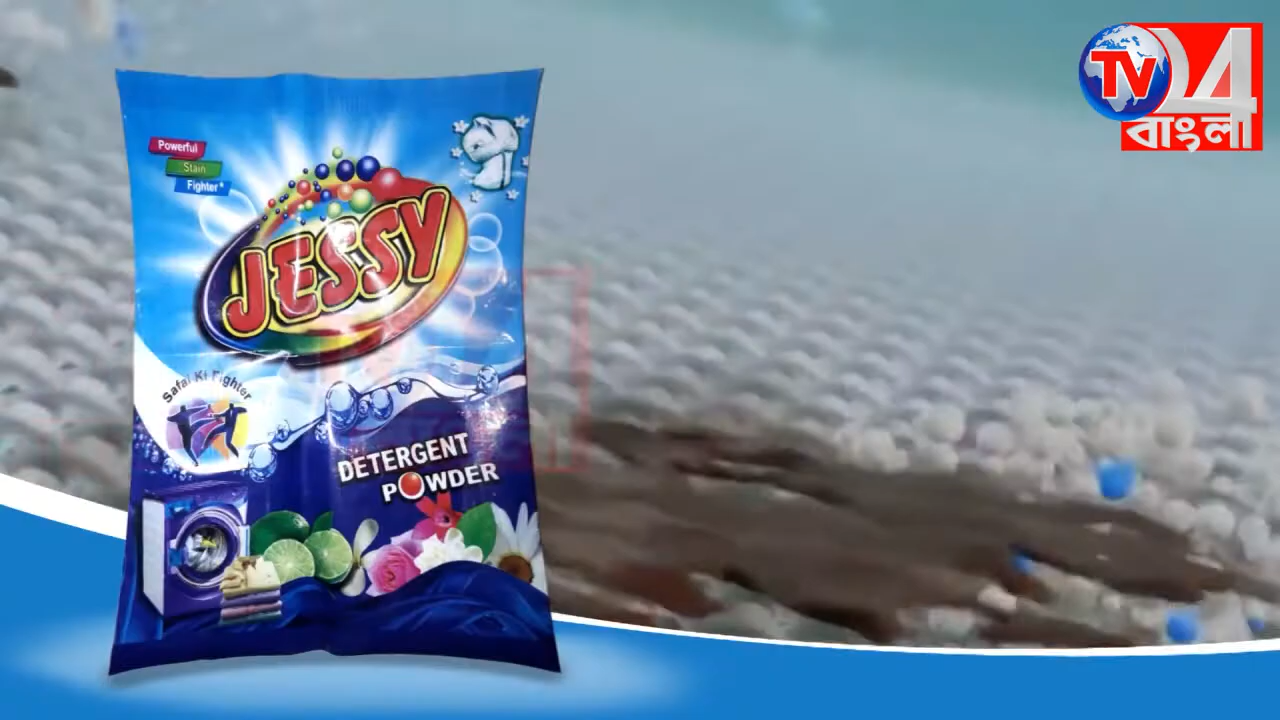 Powerful
Stain
Fighter*
JESSY
Safai Ki Fighter
DETERGENT
POWDER
TV 24
বাংলা